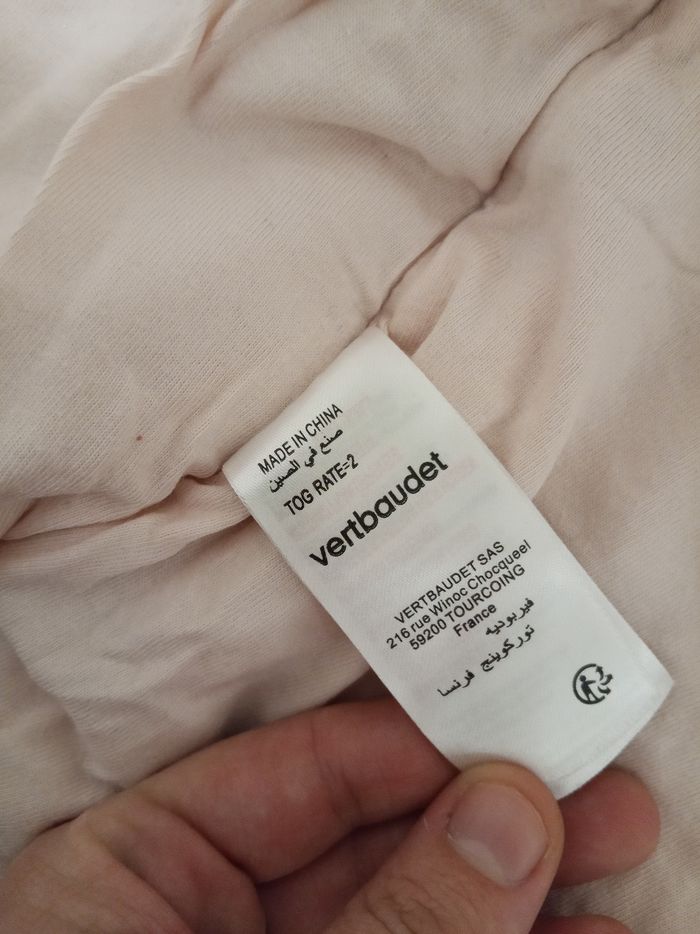 MADE IN CHINA
صنع في الصين
TOG RATE=2
vertbaudet
VERTBAUDET SAS
216 rue Winoc Chocqueel
59200 TOURCOING
France
فيربوديه
توركوينج فرنسا